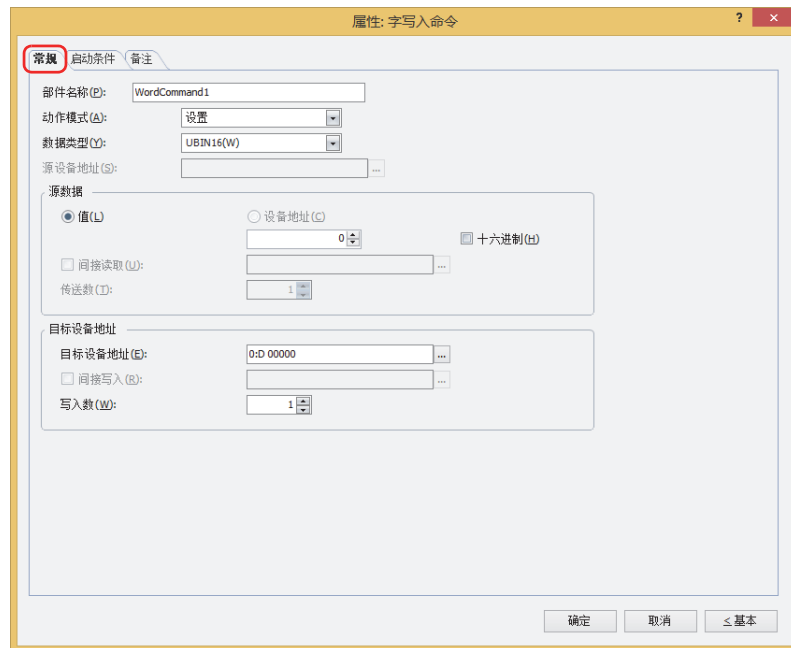 属性: 字写入命令
?
×
常规 启动条件 备注
部件名称(P): WordCommand1
动作模式(A): 设置
数据类型(Y): UBIN16(W)
源设备地址(S): ...
源数据
值(L) 设备地址(C)
0 十六进制(H)
间接读取(U): ...
传送数(T): 1
目标设备地址
目标设备地址(E): 0:D 00000 ...
间接写入(R): ...
写入数(W): 1
确定 取消 ≤基本